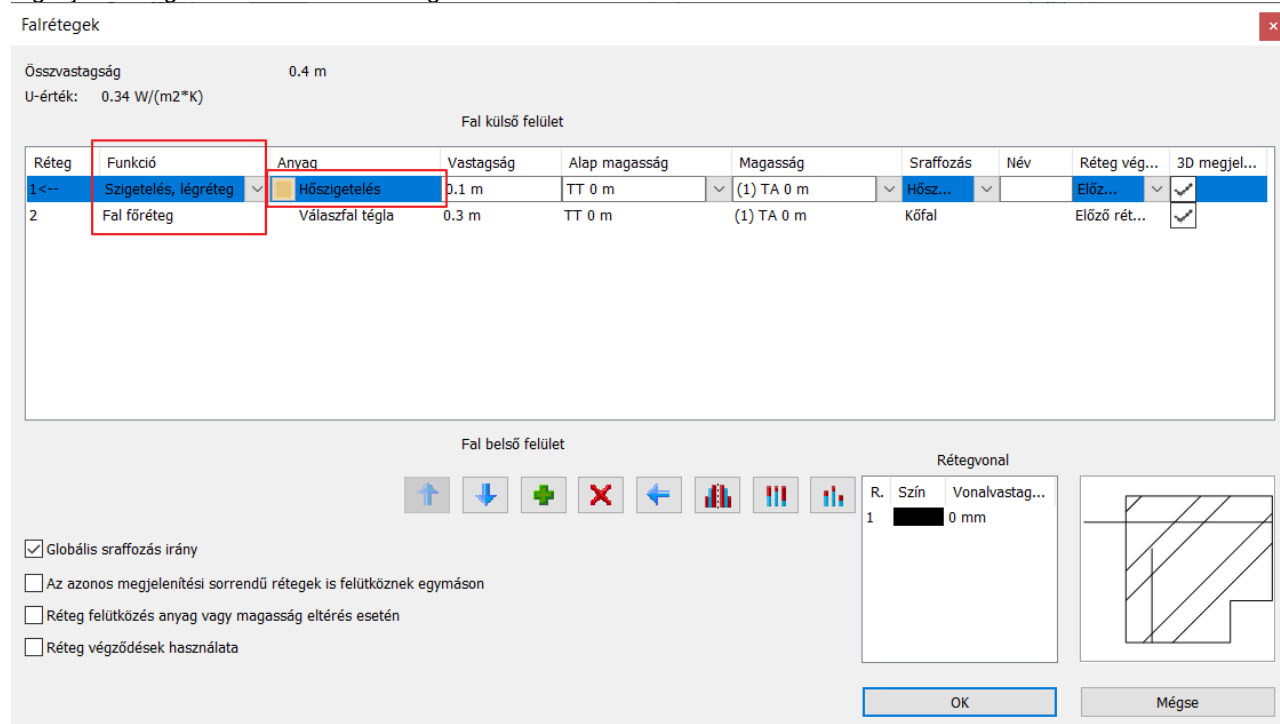 Falrétegek
Összvastagság 0.4 m
U-érték: 0.34 W/(m2*K)
Fal külső felület
Réteg Funkció Anyag Vastagság Alap magasság Magasság Sraffozás Név Réteg vég... 3D megjel...
1<-- Szigetelés, légréteg Hőszigetelés 0.1 m TT 0 m (1) TA 0 m Hősz... Előz...
2 Fal főréteg Válaszfal tégla 0.3 m TT 0 m (1) TA 0 m Kőfal Előző rét...
Fal belső felület
Rétegvonal
R. Szín Vonalvastag...
1 0 mm
Globális sraffozás irány
Az azonos megjelenítési sorrendű rétegek is felütköznek egymáson
Réteg felütközés anyag vagy magasság eltérés esetén
Réteg végződések használata
OK Mégse